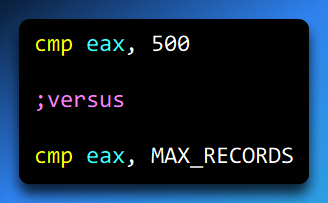 cmp eax, 500
;versus
cmp eax, MAX_RECORDS